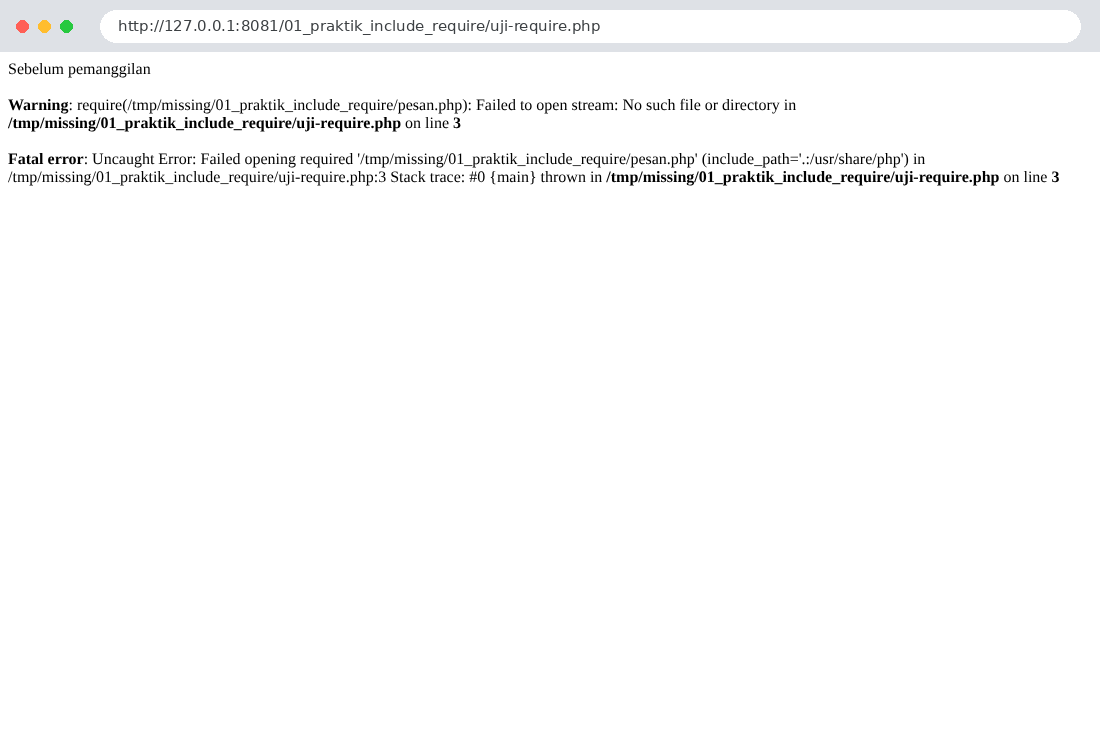 http://127.0.0.1:8081/01_praktik_include_require/uji-require.php
Sebelum pemanggilan
Warning: require(/tmp/missing/01_praktik_include_require/pesan.php): Failed to open stream: No such file or directory in
/tmp/missing/01_praktik_include_require/uji-require.php on line 3
Fatal error: Uncaught Error: Failed opening required '/tmp/missing/01_praktik_include_require/pesan.php' (include_path='.:/usr/share/php') in
/tmp/missing/01_praktik_include_require/uji-require.php:3 Stack trace: #0 {main} thrown in /tmp/missing/01_praktik_include_require/uji-require.php on line 3